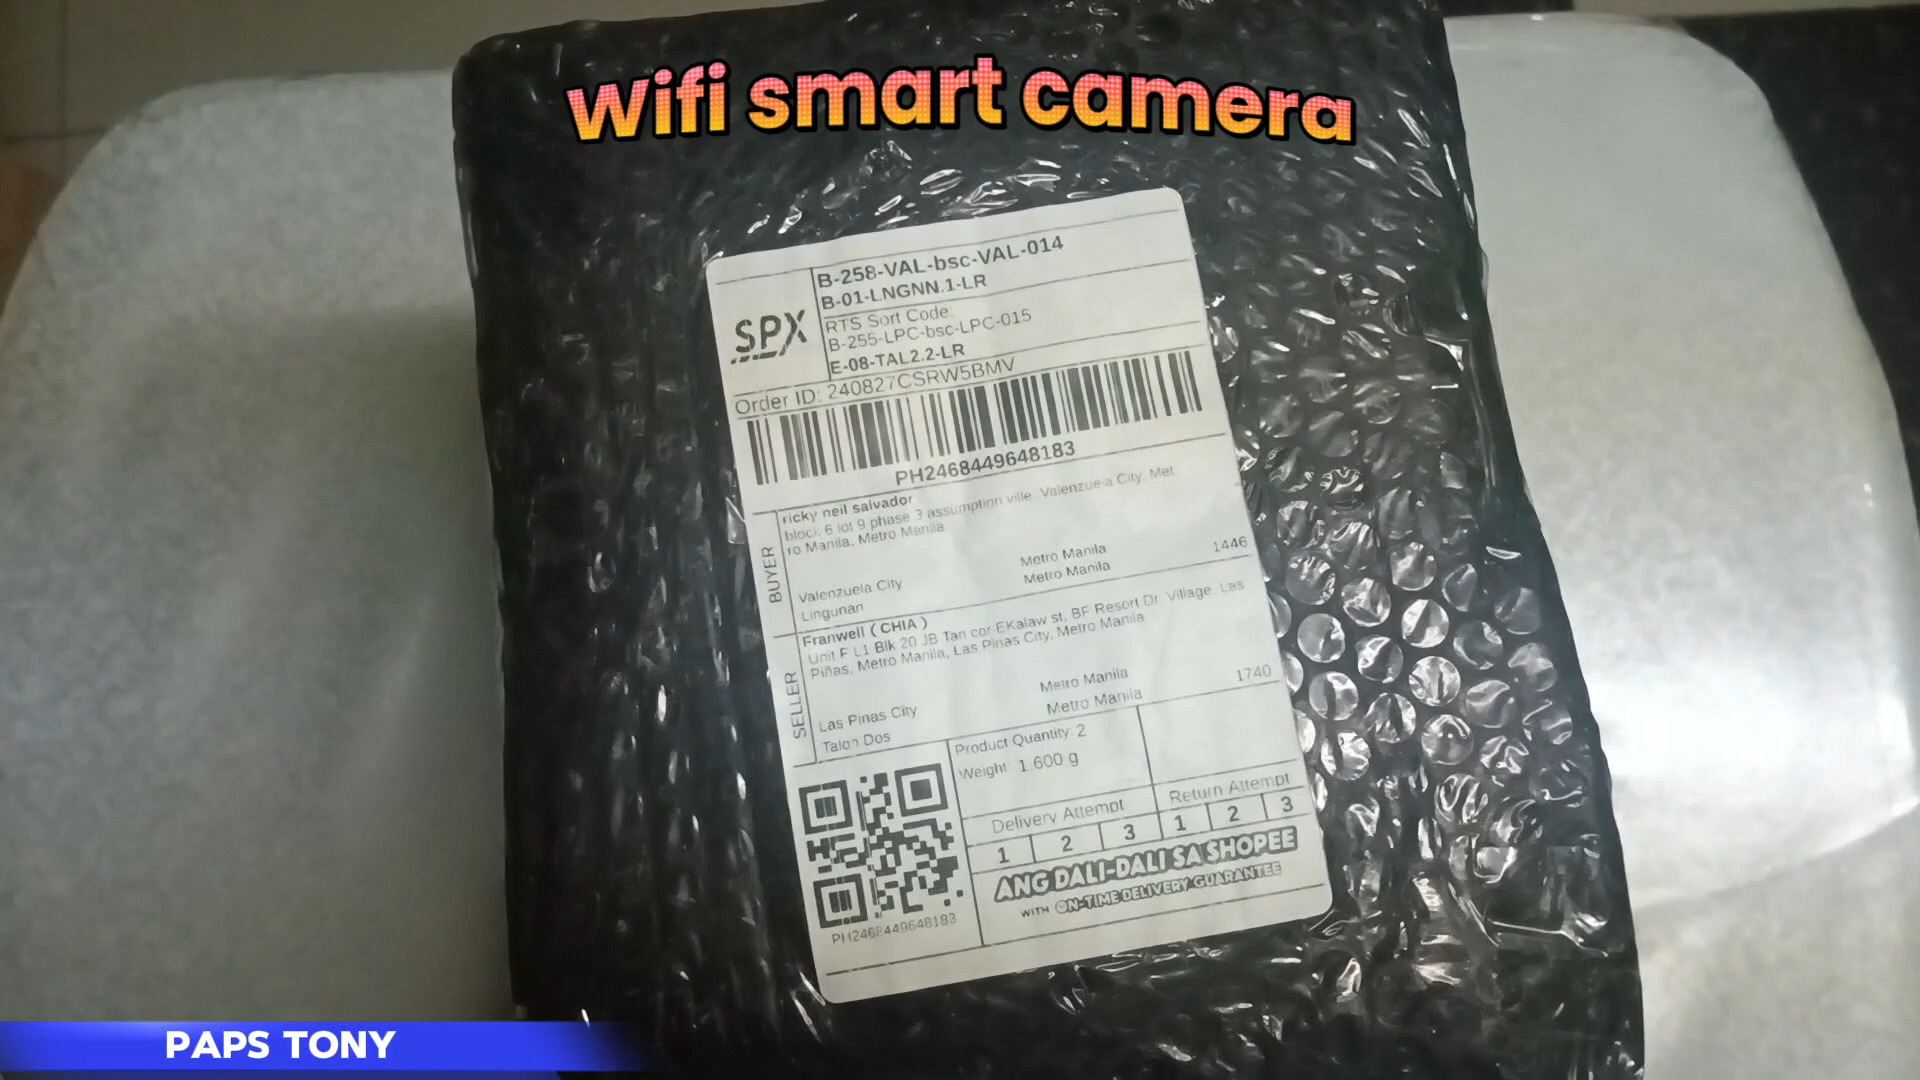 Wifi smart camera
B-258-VAL-bsc-VAL-014
B-01-LNGNN.1-LR
SPX
RTS Sort Code
B-255-LPC-bsc-LPC-015
E-08-TAL2.2-LR
Order ID: 240827CSRW5BMV
PH2468449648183
BUYER
ricky neil salvador
block 6 lot 9 phase 3 assumption ville, Valenzuela City, Met
ro Manila, Metro Manila
Metro Manila 1446
Valenzuela City Metro Manila
Lingunan
SELLER
Franwell ( CHIA )
Unit F L1 Blk 20 JB Tan cor EKalaw st, BF Resort Dr. Village, Las
Piñas, Metro Manila, Las Pinas City, Metro Manila
Metro Manila 1740
Las Pinas City Metro Manila
Talon Dos
Product Quantity: 2
Weight: 1,600 g
Delivery Attempt Return Attempt
1 2 3 1 2 3
ANG DALI-DALI SA SHOPEE
WITH ON-TIME DELIVERY GUARANTEE
PH2468449648183
PAPS TONY